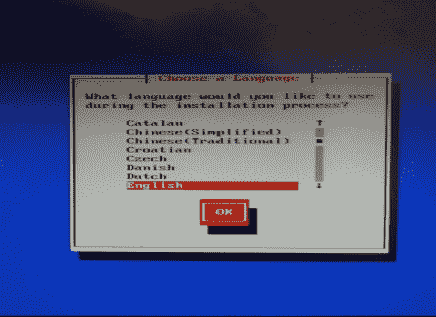 Choose a Language
What language would you like to use
during the installation process?
Catalan
Chinese(Simplified)
Chinese(Traditional)
Croatian
Czech
Danish
Dutch
English
OK